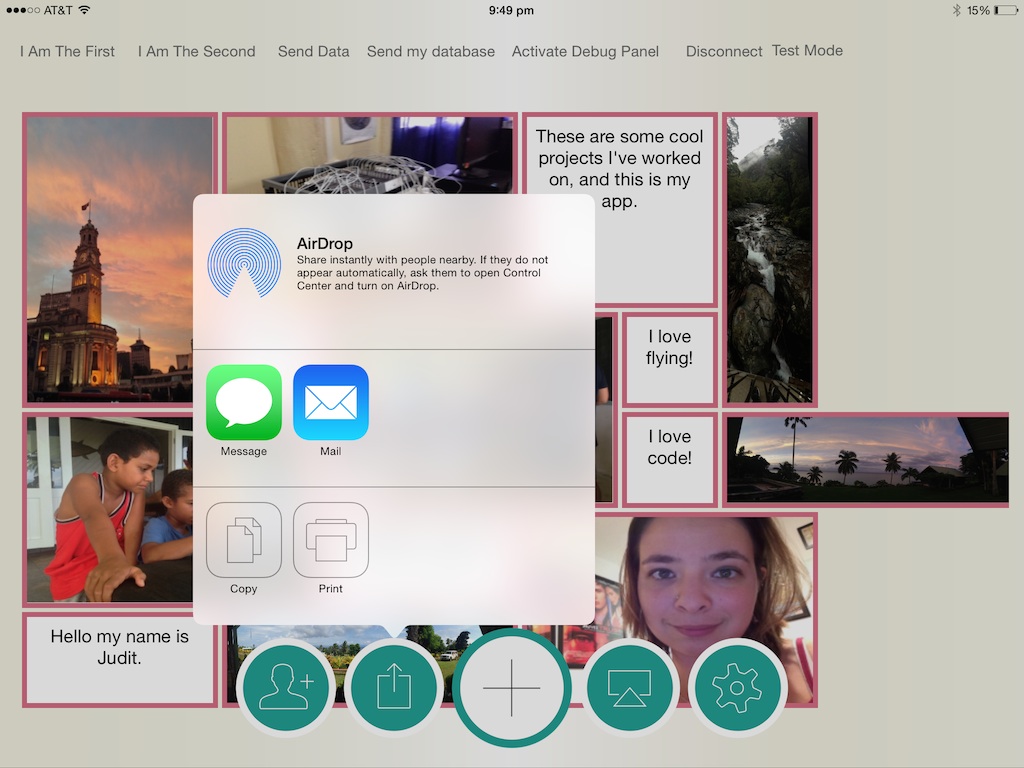 AT&T 9:49 pm 15%
I Am The First I Am The Second Send Data Send my database Activate Debug Panel Disconnect Test Mode
These are some cool
projects I've worked
on, and this is my
app.
AirDrop
Share instantly with people nearby. If they do not
appear automatically, ask them to open Control
Center and turn on AirDrop.
I love
flying!
Message Mail
I love
code!
Copy Print
Hello my name is
Judit.